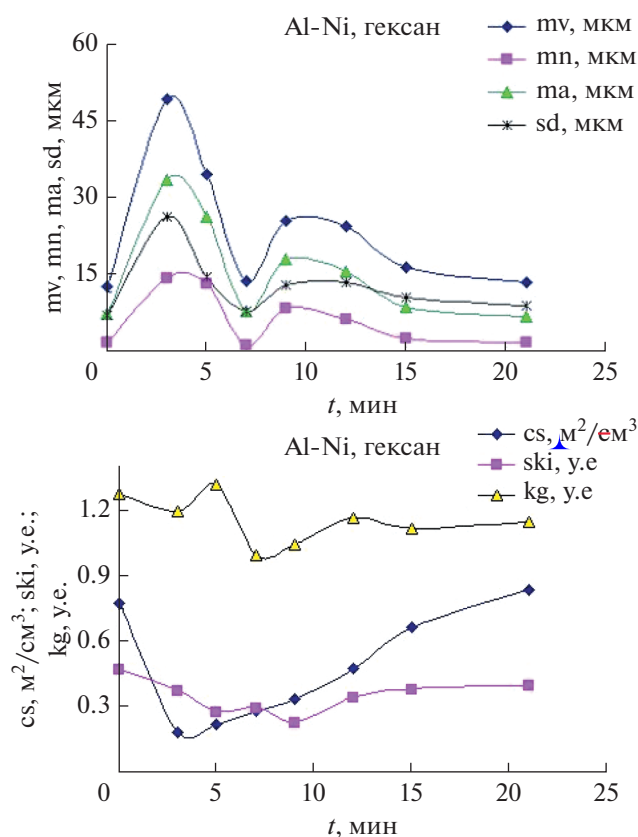 Al-Ni, гексан
mv, мкм
mn, мкм
ma, мкм
sd, мкм
mv, mn, ma, sd, мкм
60
45
30
15
0 5 10 15 20 25
t, мин
Al-Ni, гексан
cs, м²/см³
ski, у.е
kg, у.е
cs, м²/см³; ski, у.е.;
kg, у.е.
1.2
0.9
0.6
0.3
0 5 10 15 20 25
t, мин